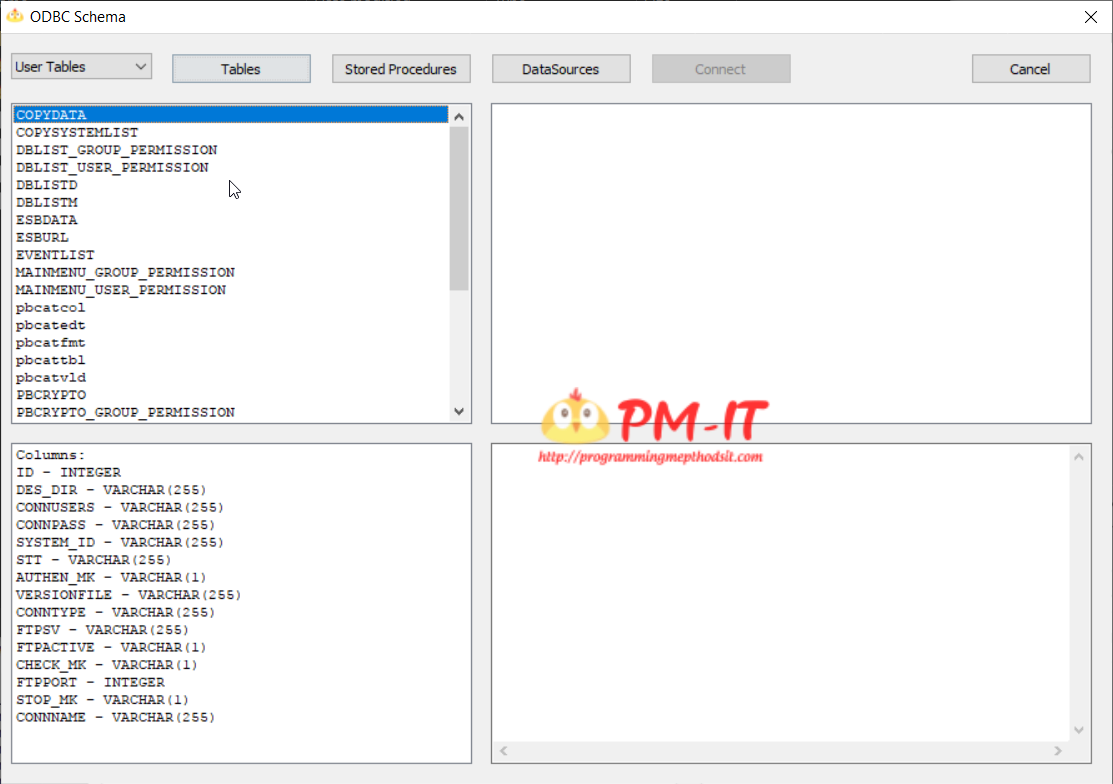 ODBC Schema
User Tables
Tables
Stored Procedures
DataSources
Connect
Cancel
COPYDATA
COPYSYSTEMLIST
DBLIST_GROUP_PERMISSION
DBLIST_USER_PERMISSION
DBLISTD
DBLISTM
ESBDATA
ESBURL
EVENTLIST
MAINMENU_GROUP_PERMISSION
MAINMENU_USER_PERMISSION
pbcatcol
pbcatedt
pbcatfmt
pbcattbl
pbcatvld
PBCRYPTO
PBCRYPTO_GROUP_PERMISSION
PM-IT
http://programmingmepthodsit.com
Columns:
ID - INTEGER
DES_DIR - VARCHAR(255)
CONNUSERS - VARCHAR(255)
CONNPASS - VARCHAR(255)
SYSTEM_ID - VARCHAR(255)
STT - VARCHAR(255)
AUTHEN_MK - VARCHAR(1)
VERSIONFILE - VARCHAR(255)
CONNTYPE - VARCHAR(255)
FTPSV - VARCHAR(255)
FTPACTIVE - VARCHAR(1)
CHECK_MK - VARCHAR(1)
FTPPORT - INTEGER
STOP_MK - VARCHAR(1)
CONNNAME - VARCHAR(255)